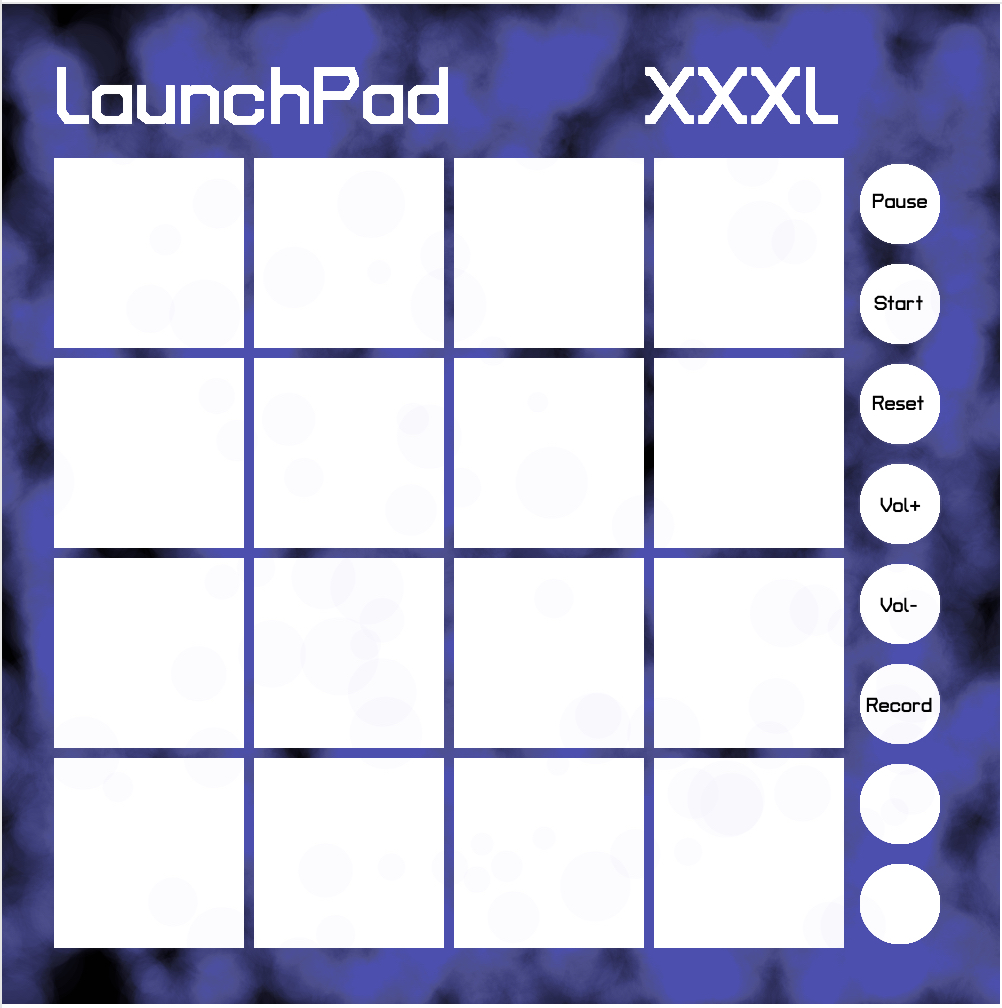 LaunchPad XXXL
Pause
Start
Reset
Vol+
Vol-
Record